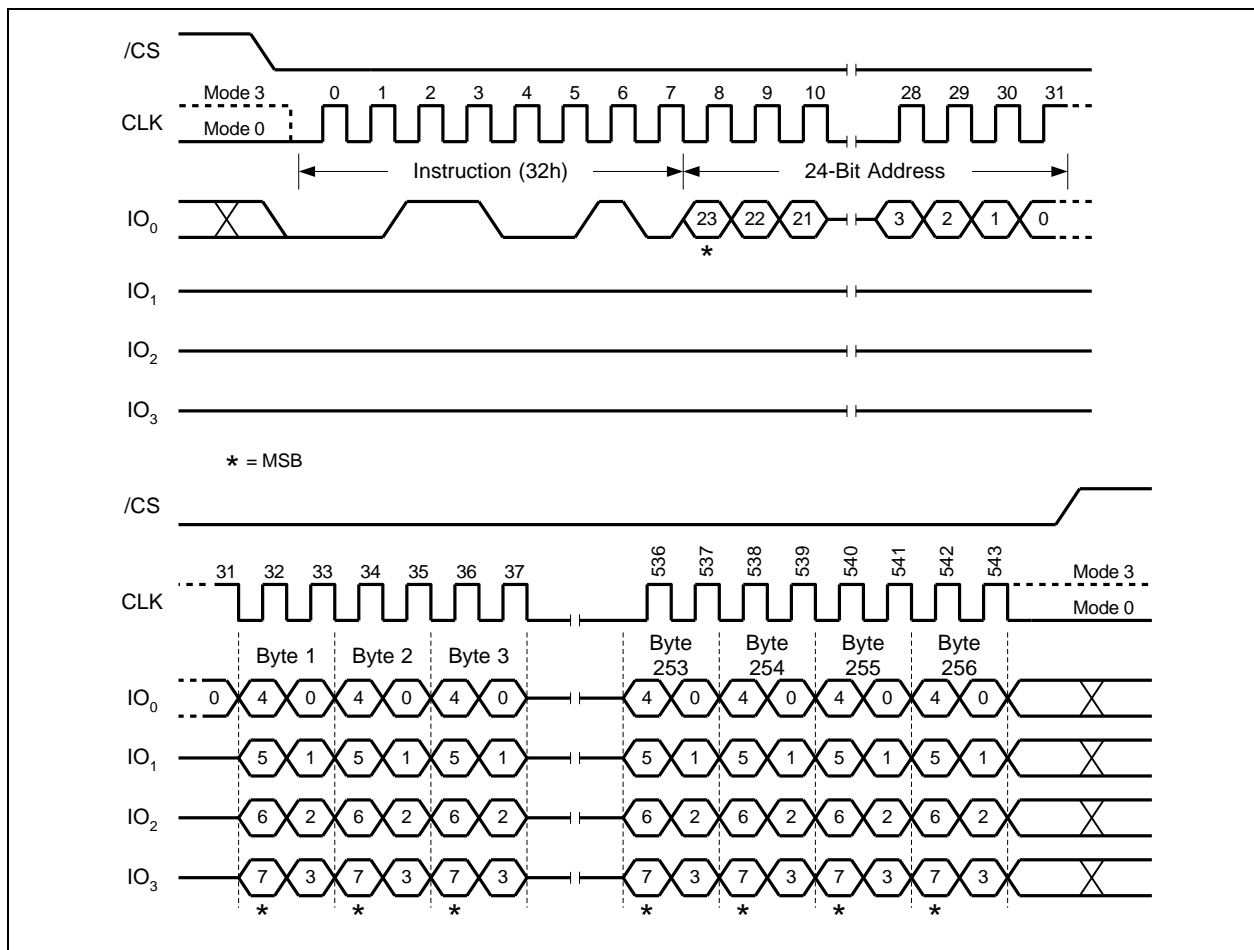 /CS
Mode 3 0 1 2 3 4 5 6 7 8 9 10 28 29 30 31
CLK
Mode 0
Instruction (32h) 24-Bit Address
IO0 23 22 21 3 2 1 0
*
IO1
IO2
IO3
* = MSB
/CS
31 32 33 34 35 36 37 536 537 538 539 540 541 542 543 Mode 3
CLK
Mode 0
Byte 1 Byte 2 Byte 3 Byte 253 Byte 254 Byte 255 Byte 256
IO0 0 4 0 4 0 4 0 4 0 4 0 4 0 4 0
IO1 5 1 5 1 5 1 5 1 5 1 5 1 5 1
IO2 6 2 6 2 6 2 6 2 6 2 6 2 6 2
IO3 7 3 7 3 7 3 7 3 7 3 7 3 7 3
* * * * * * *